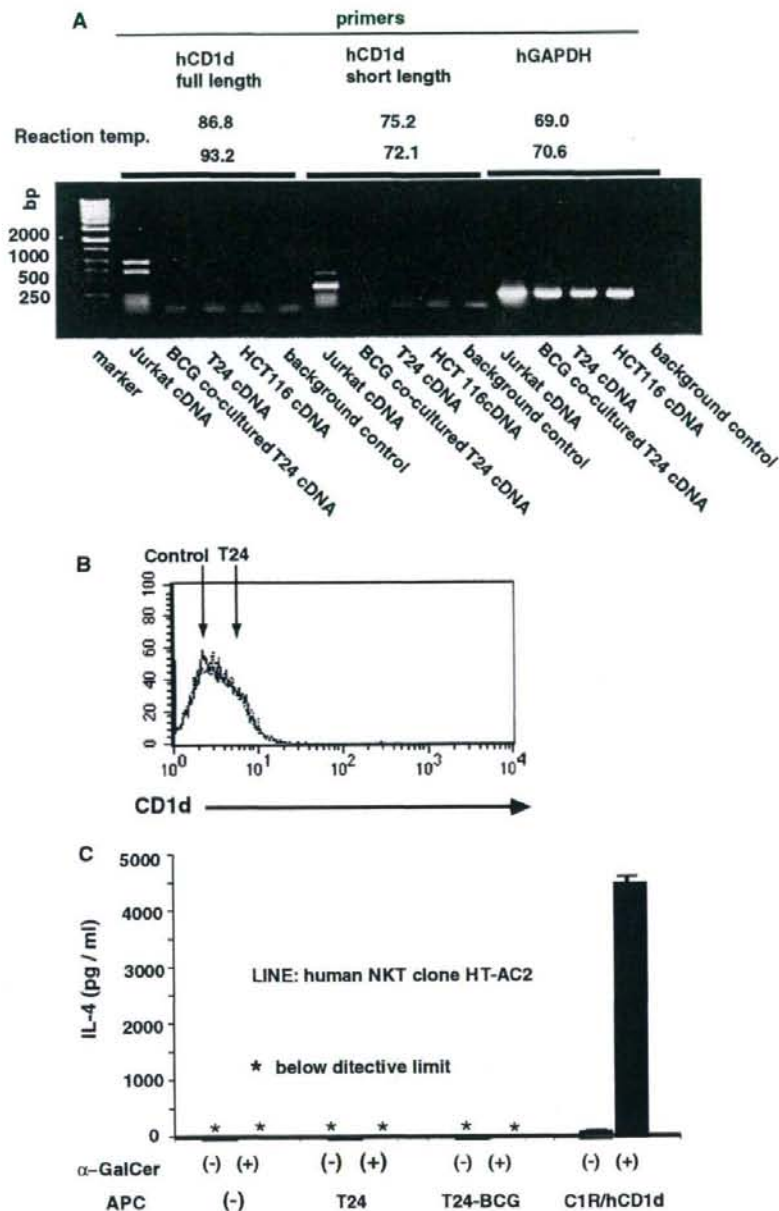 A
primers
hCD1d
full length
hCD1d
short length
hGAPDH
Reaction temp.
86.8
75.2
69.0
93.2
72.1
70.6
bp
2000
1000
500
250
marker
Jurkat cDNA
BCG co-cultured T24 cDNA
T24 cDNA
HCT116 cDNA
background control
Jurkat cDNA
BCG co-cultured T24 cDNA
T24 cDNA
HCT 116cDNA
background control
Jurkat cDNA
BCG co-cultured T24 cDNA
T24 cDNA
HCT116 cDNA
background control
B
Control T24
100
80
60
40
20
0
10^0 10^1 10^2 10^3 10^4
CD1d
C
5000
4000
3000
2000
1000
0
IL-4 (pg / ml)
LINE: human NKT clone HT-AC2
* below ditective limit
* * * * * *
α-GalCer (-) (+) (-) (+) (-) (+) (-) (+)
APC (-) T24 T24-BCG C1R/hCD1d